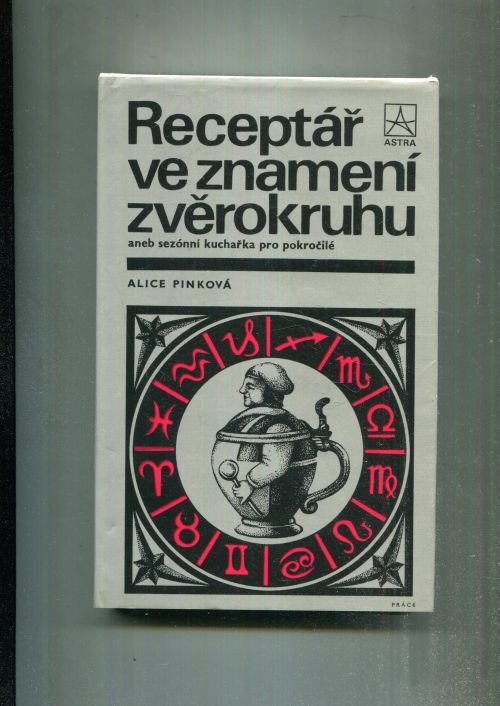 Receptář
ASTRA
ve znamení
zvěrokruhu
aneb sezónní kuchařka pro pokročilé
ALICE PINKOVÁ
PRÁCE